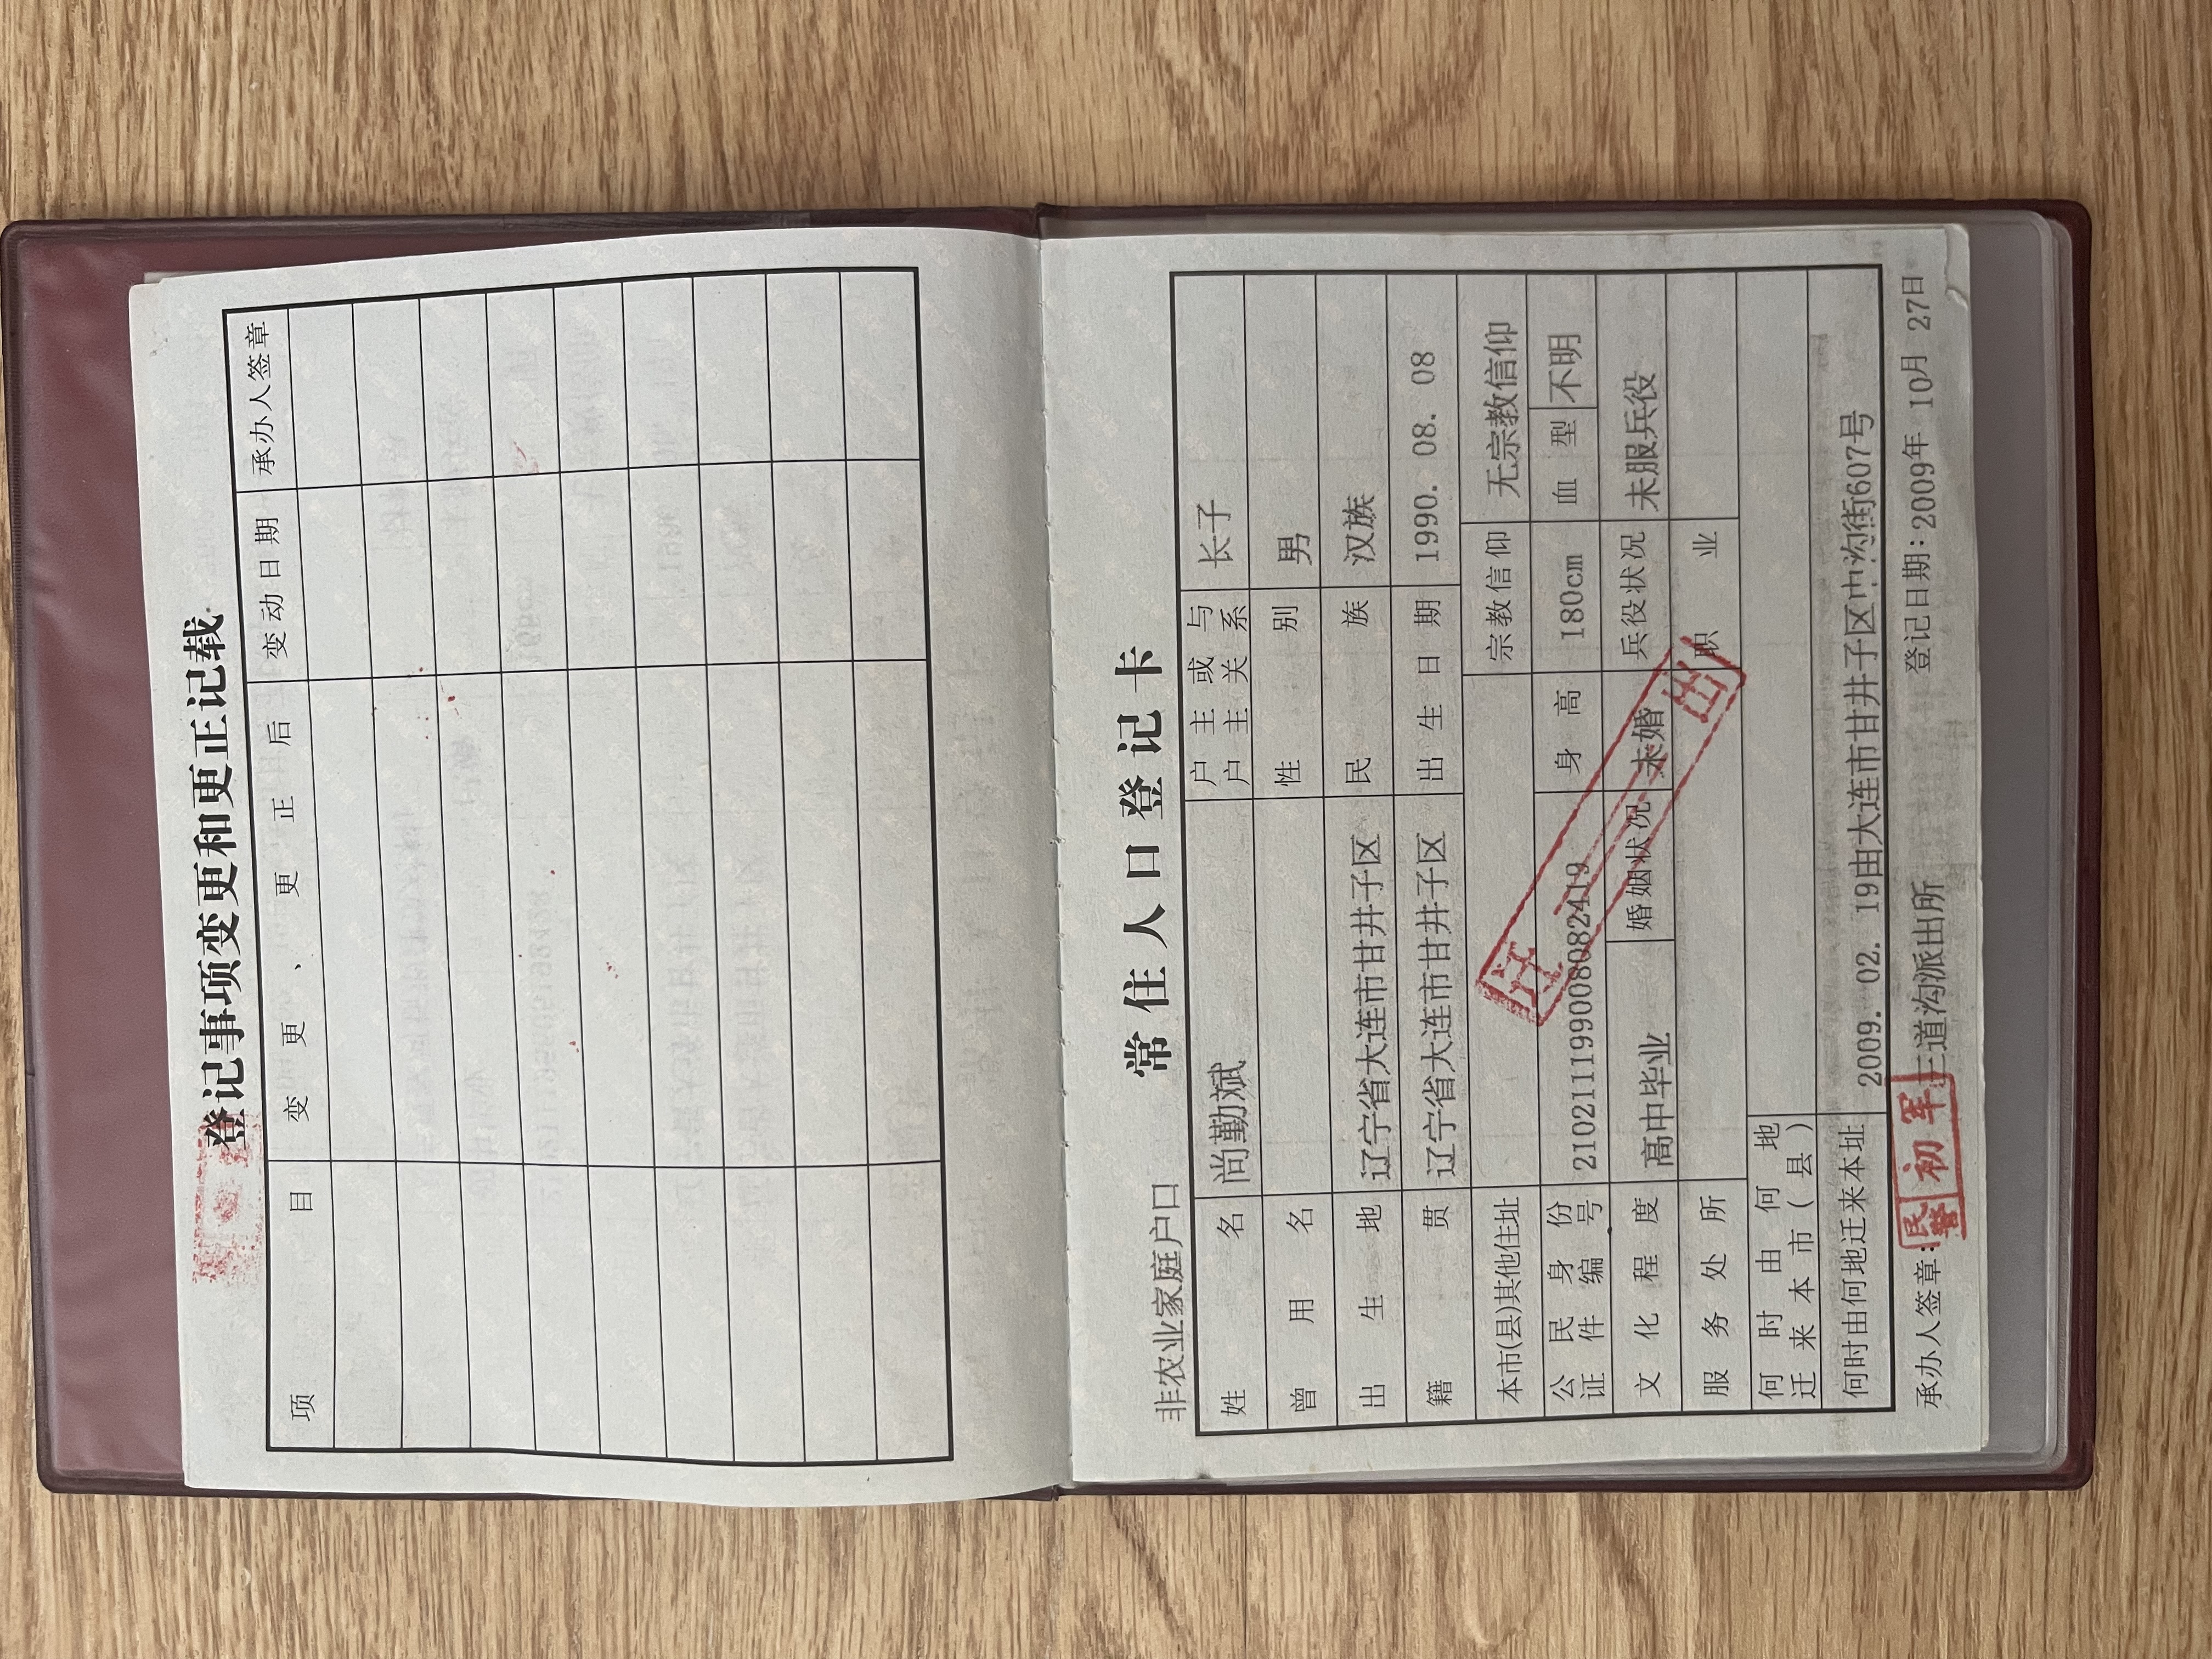 登记事项变更和更正记载
项目 变更、更正后 变动日期 承办人签章
常住人口登记卡
非农业家庭户口
姓名 尚勤斌 户主或与户主关系 长子
曾用名 性别 男
出生地 辽宁省大连市甘井子区 民族 汉族
籍贯 辽宁省大连市甘井子区 出生日期 1990. 08. 08
本市(县)其他住址 宗教信仰 无宗教信仰
公民身份证件编号 210211199008082419 身高 180cm 血型 不明
文化程度 高中毕业 婚姻状况 未婚 兵役状况 未服兵役
迁出
服务处所 职业
何时由何地迁来本市(县)
何时由何地迁来本址 2009. 02. 19由大连市甘井子区中沟街607号
承办人签章: 民警 初军 三道沟派出所 登记日期: 2009年 10月 27日